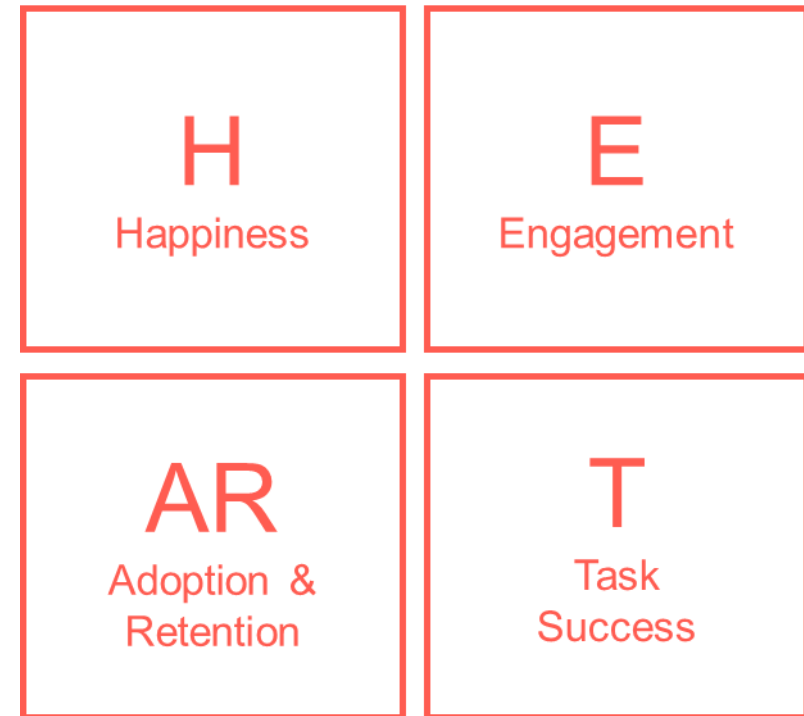 H
Happiness
E
Engagement
AR
Adoption &
Retention
T
Task
Success